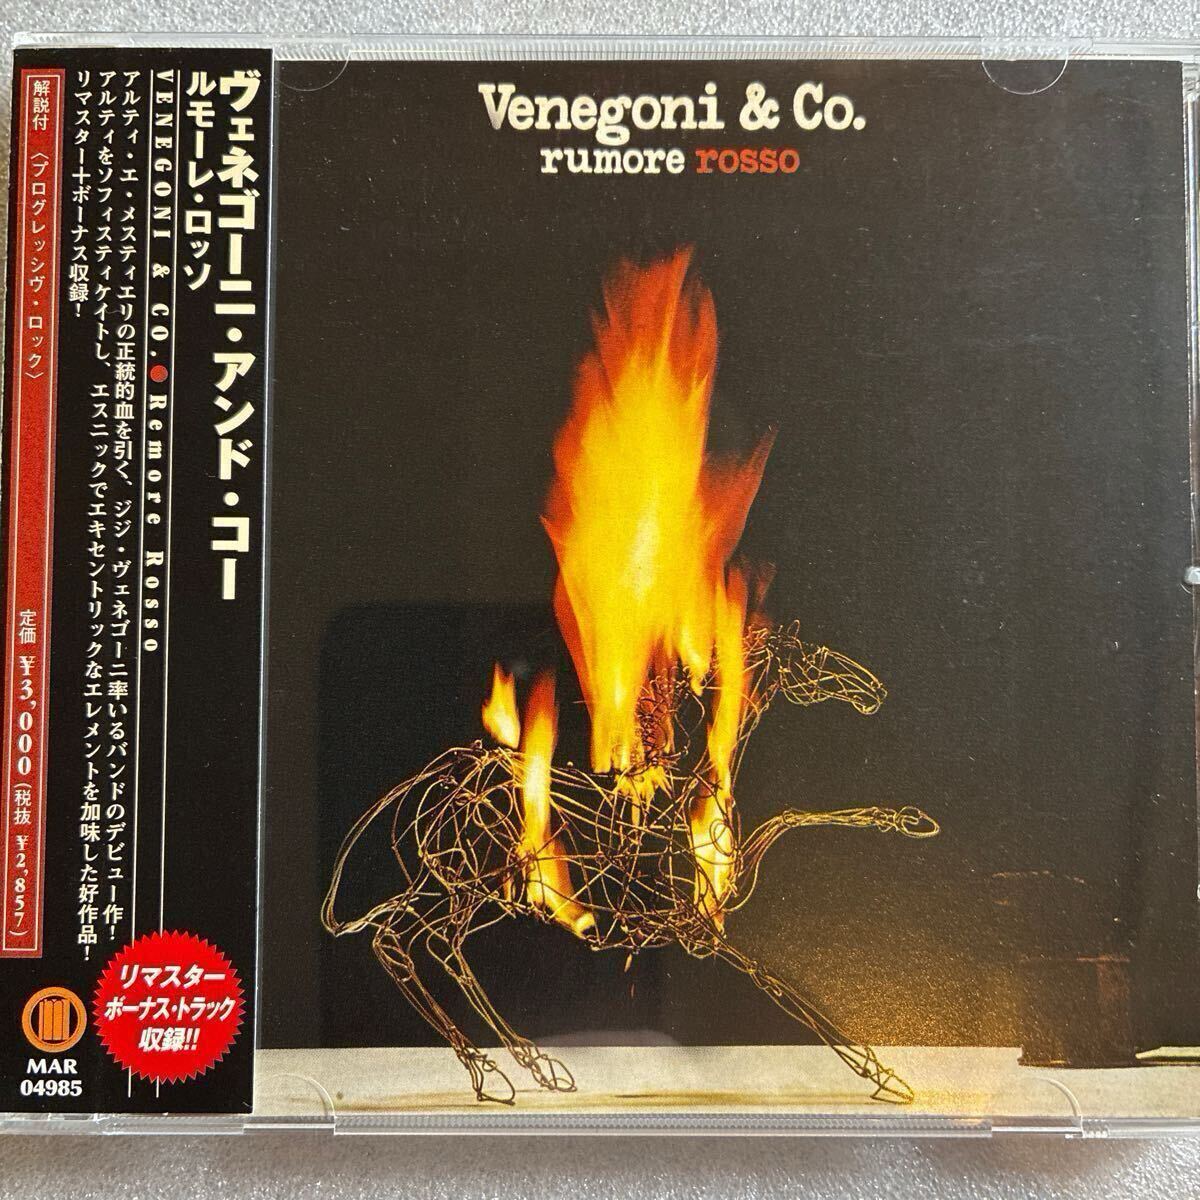 ヴェネゴーニ・アンド・コー
ルモーレ・ロッソ
VENEGONI & CO. ● Remore Rosso
アルティ・エ・メスティエリの正統的血を引く、ジジ・ヴェネゴーニ率いるバンドのデビュー作!
アルティをソフィスティケイトし、エスニックでエキセントリックなエレメントを加味した好作品!
リマスター+ボーナス収録!
解説付 〈プログレッシヴ・ロック〉
定価 ¥3,000(税抜 ¥2,857)
リマスター
ボーナス・トラック
収録!!
MAR
04985
Venegoni & Co.
rumore rosso